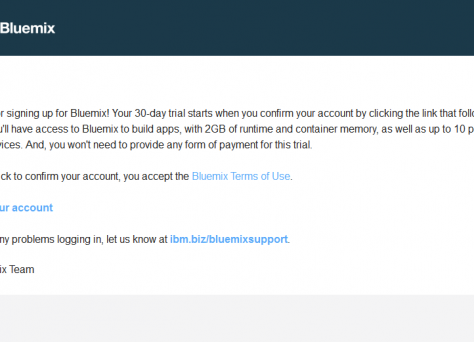 Bluemix
r signing up for Bluemix! Your 30-day trial starts when you confirm your account by clicking the link that follo
u'll have access to Bluemix to build apps, with 2GB of runtime and container memory, as well as up to 10 p
vices. And, you won't need to provide any form of payment for this trial.
ck to confirm your account, you accept the Bluemix Terms of Use.
ur account
ny problems logging in, let us know at ibm.biz/bluemixsupport.
ix Team